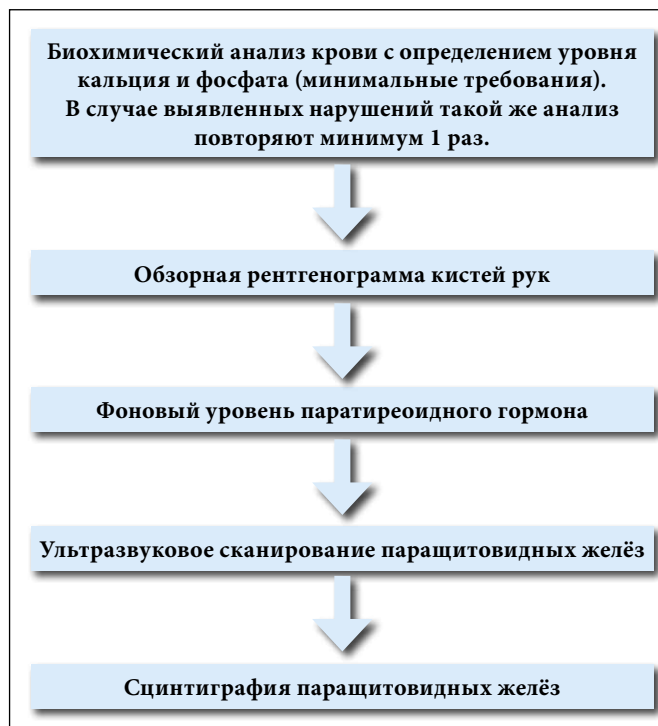 Биохимический анализ крови с определением уровня
кальция и фосфата (минимальные требования).
В случае выявленных нарушений такой же анализ
повторяют минимум 1 раз.
Обзорная рентгенограмма кистей рук
Фоновый уровень паратиреоидного гормона
Ультразвуковое сканирование паращитовидных желёз
Сцинтиграфия паращитовидных желёз